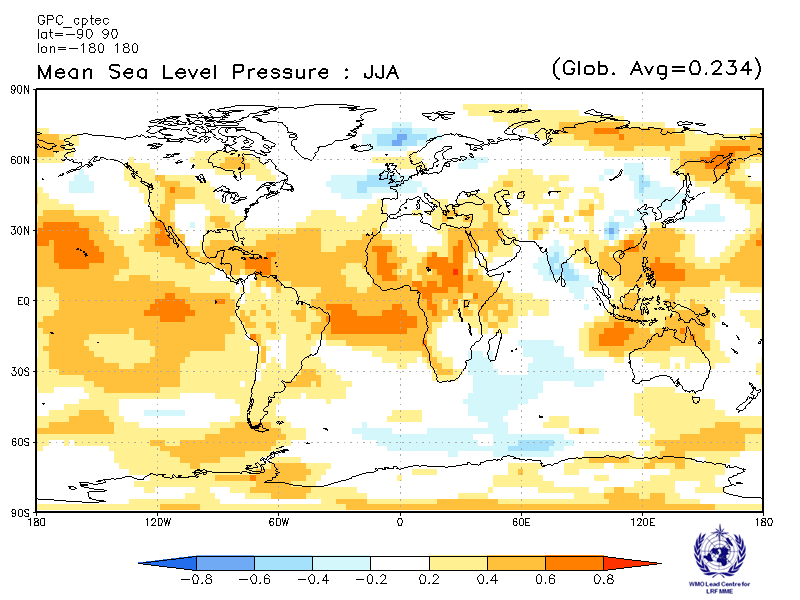 GPC_cptec
lat=-90 90
lon=-180 180
Mean Sea Level Pressure : JJA
(Glob. Avg=0.234)
90N
60N
30N
EQ
30S
60S
90S
180 120W 60W 0 60E 120E 180
-0.8 -0.6 -0.4 -0.2 0.2 0.4 0.6 0.8
WMO Lead Centre for
LRF MME